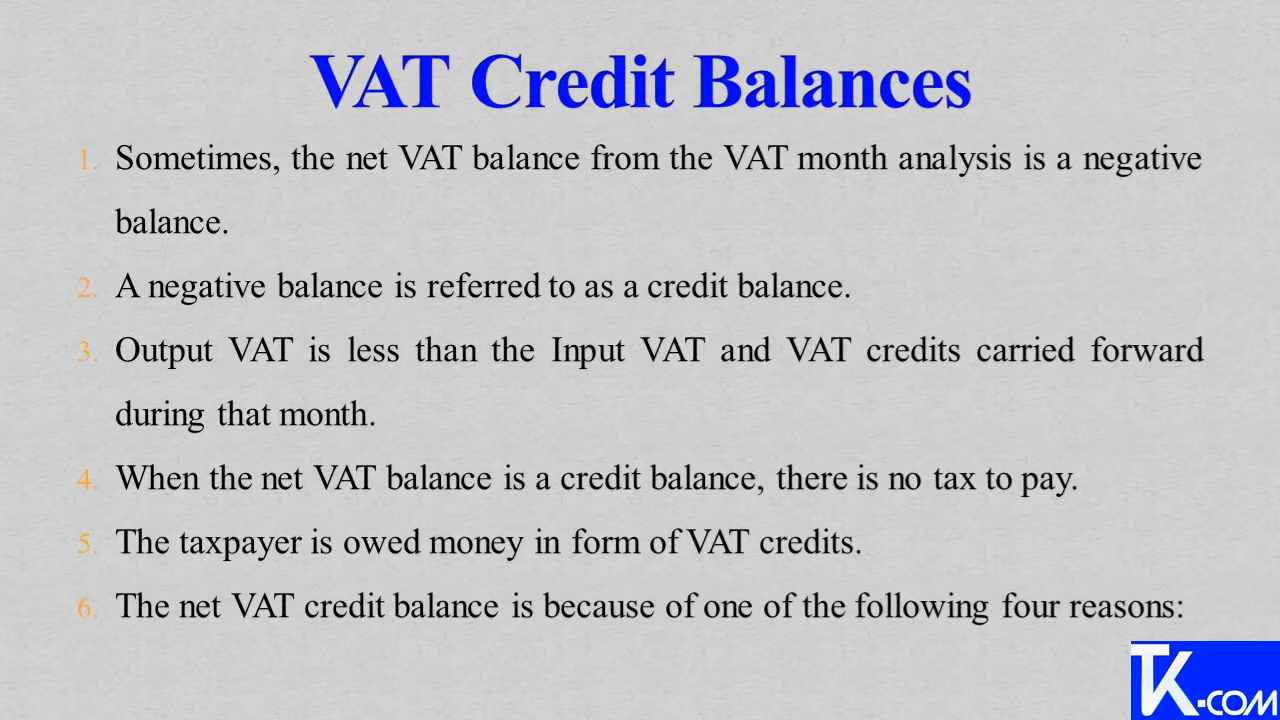 VAT Credit Balances
1. Sometimes, the net VAT balance from the VAT month analysis is a negative
balance.
2. A negative balance is referred to as a credit balance.
3. Output VAT is less than the Input VAT and VAT credits carried forward
during that month.
4. When the net VAT balance is a credit balance, there is no tax to pay.
5. The taxpayer is owed money in form of VAT credits.
6. The net VAT credit balance is because of one of the following four reasons:
TK-COM